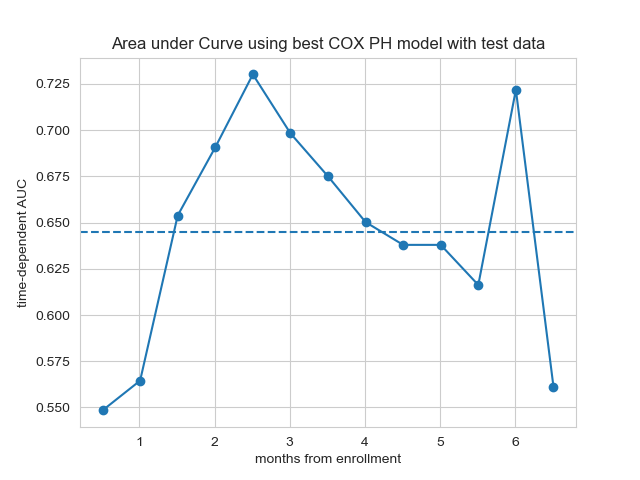 Area under Curve using best COX PH model with test data
time-dependent AUC
0.725
0.700
0.675
0.650
0.625
0.600
0.575
0.550
1 2 3 4 5 6
months from enrollment